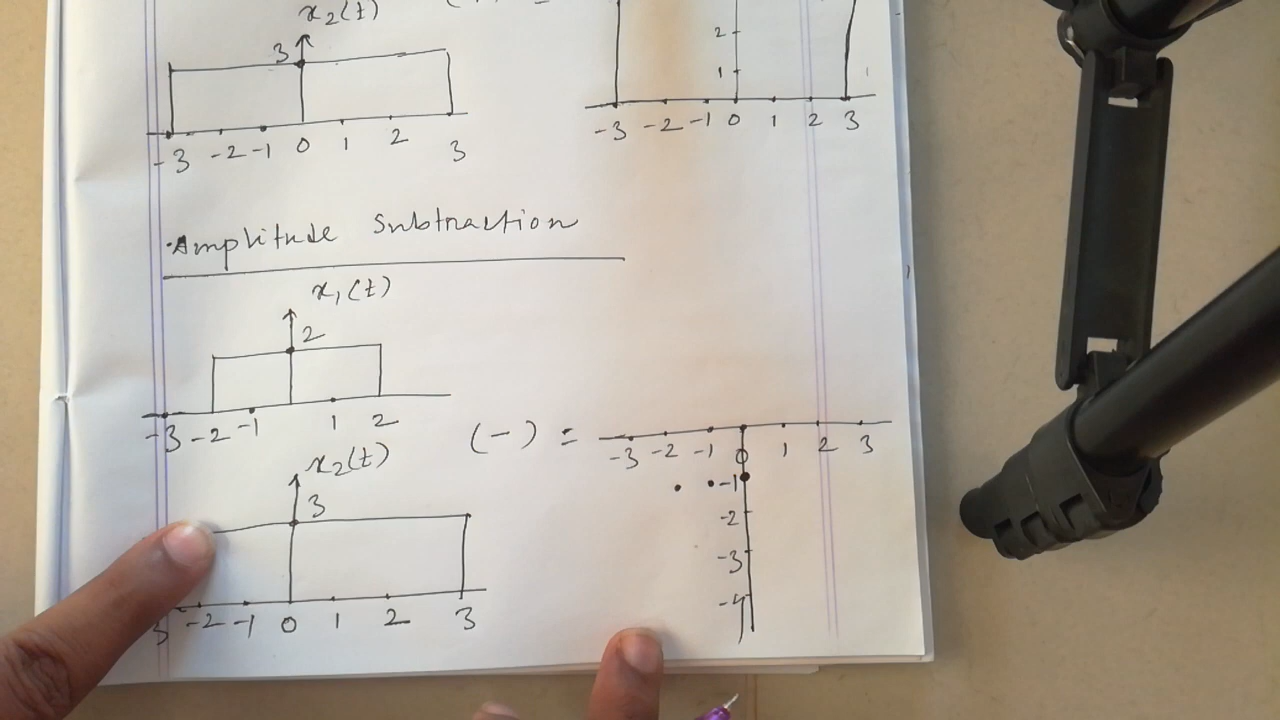 x₂(t)
3
-3 -2 -1 0 1 2 3
2
1
-3 -2 -1 0 1 2 3
Amplitude Subtraction
x₁(t)
2
-3 -2 -1 1 2
x₂(t)
3
-2 -1 0 1 2 3
(-) =
-3 -2 -1 0 1 2 3
-1
-2
-3
-4